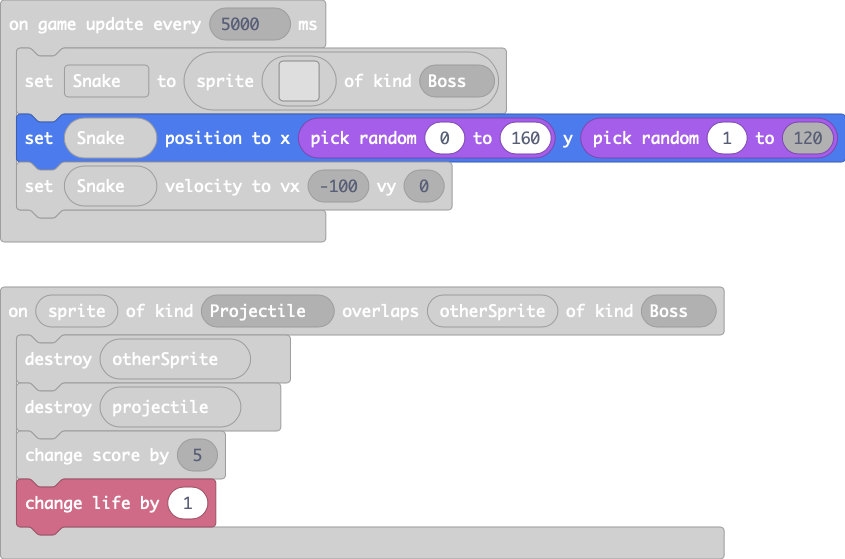 on game update every 5000 ms
set Snake to sprite of kind Boss
set Snake position to x pick random 0 to 160 y pick random 1 to 120
set Snake velocity to vx -100 vy 0
on sprite of kind Projectile overlaps otherSprite of kind Boss
destroy otherSprite
destroy projectile
change score by 5
change life by 1